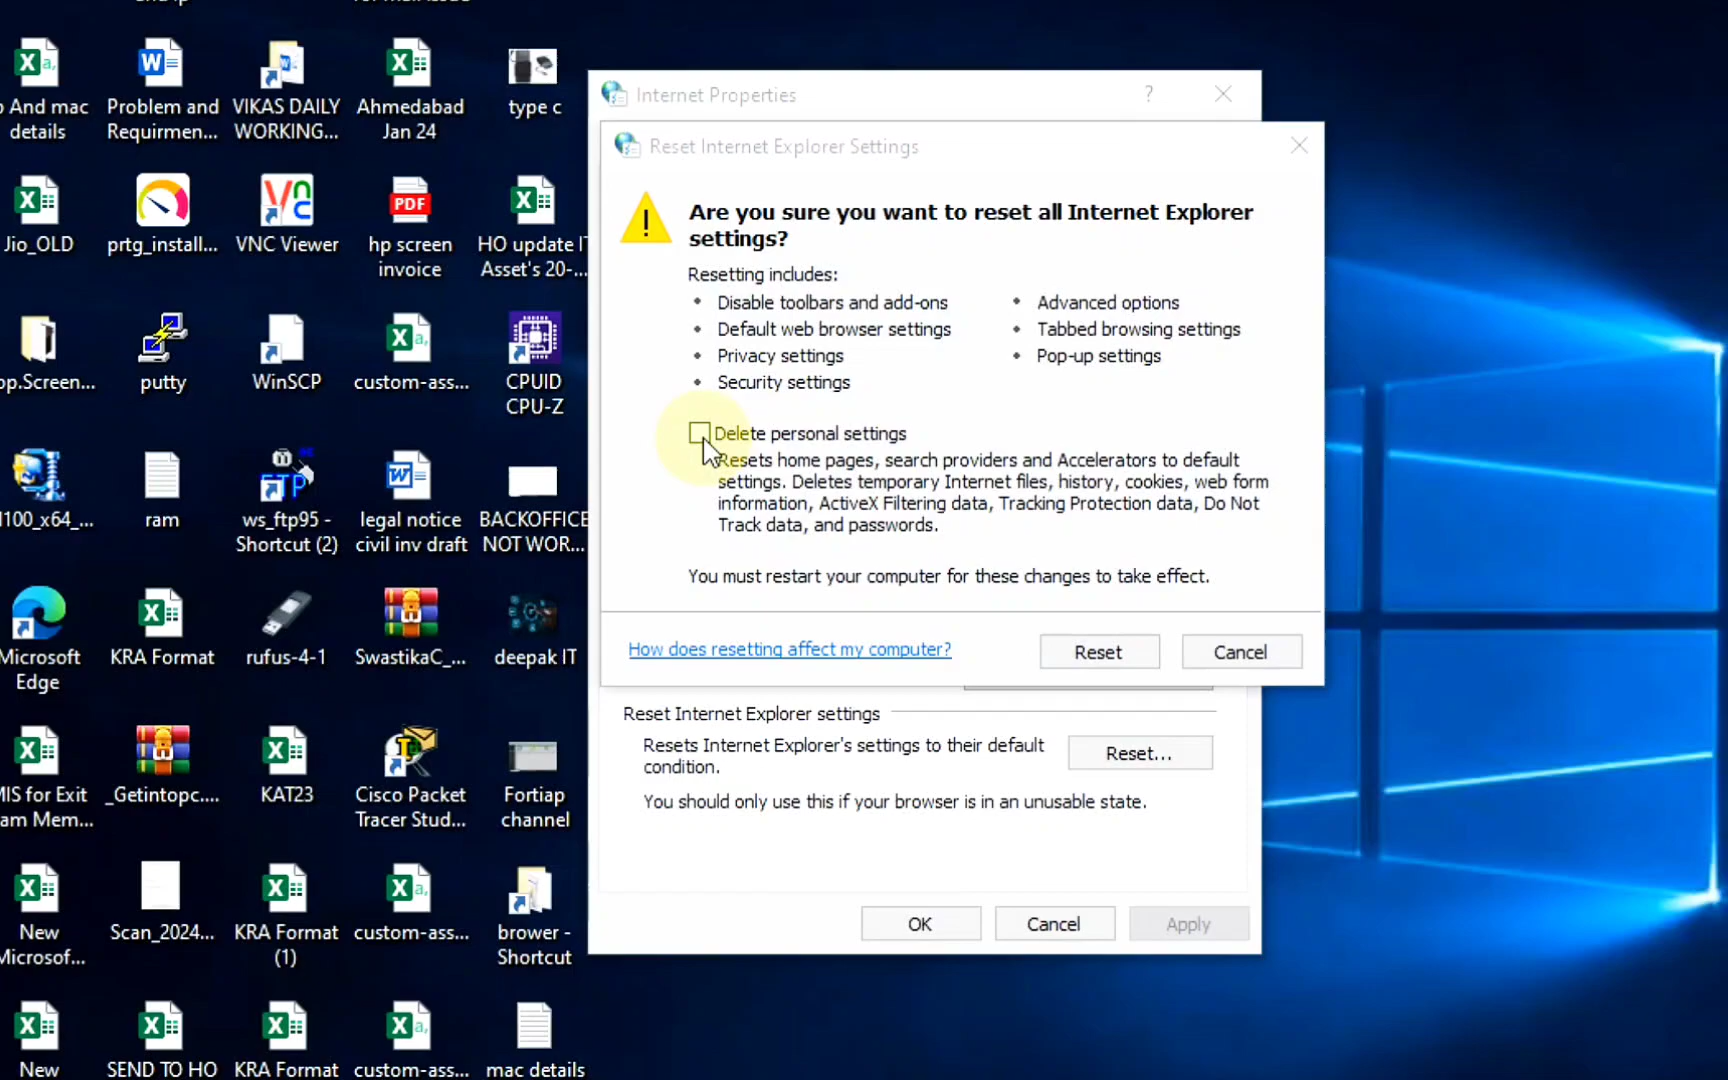 o And mac
details
Problem and
Requirmen...
VIKAS DAILY
WORKING...
Ahmedabad
Jan 24
type c
Jio_OLD
prtg_install...
VNC Viewer
hp screen
invoice
HO update I
Asset's 20-...
op.Screen...
putty
WinSCP
custom-ass...
CPUID
CPU-Z
l100_x64_...
ram
ws_ftp95 -
Shortcut (2)
legal notice
civil inv draft
BACKOFFICE
NOT WOR...
Microsoft
Edge
KRA Format
rufus-4-1
SwastikaC_...
deepak IT
MIS for Exit
am Mem...
_Getintopc....
KAT23
Cisco Packet
Tracer Stud...
Fortiap
channel
New
Microsof...
Scan_2024...
KRA Format
(1)
custom-ass...
brower -
Shortcut
New
SEND TO HO
KRA Format
custom-ass...
mac details
Internet Properties
Reset Internet Explorer Settings
Are you sure you want to reset all Internet Explorer
settings?
Resetting includes:
• Disable toolbars and add-ons
• Default web browser settings
• Privacy settings
• Security settings
• Advanced options
• Tabbed browsing settings
• Pop-up settings
Delete personal settings
Resets home pages, search providers and Accelerators to default
settings. Deletes temporary Internet files, history, cookies, web form
information, ActiveX Filtering data, Tracking Protection data, Do Not
Track data, and passwords.
You must restart your computer for these changes to take effect.
How does resetting affect my computer?
Reset
Cancel
Reset Internet Explorer settings
Resets Internet Explorer's settings to their default
condition.
Reset...
You should only use this if your browser is in an unusable state.
OK
Cancel
Apply